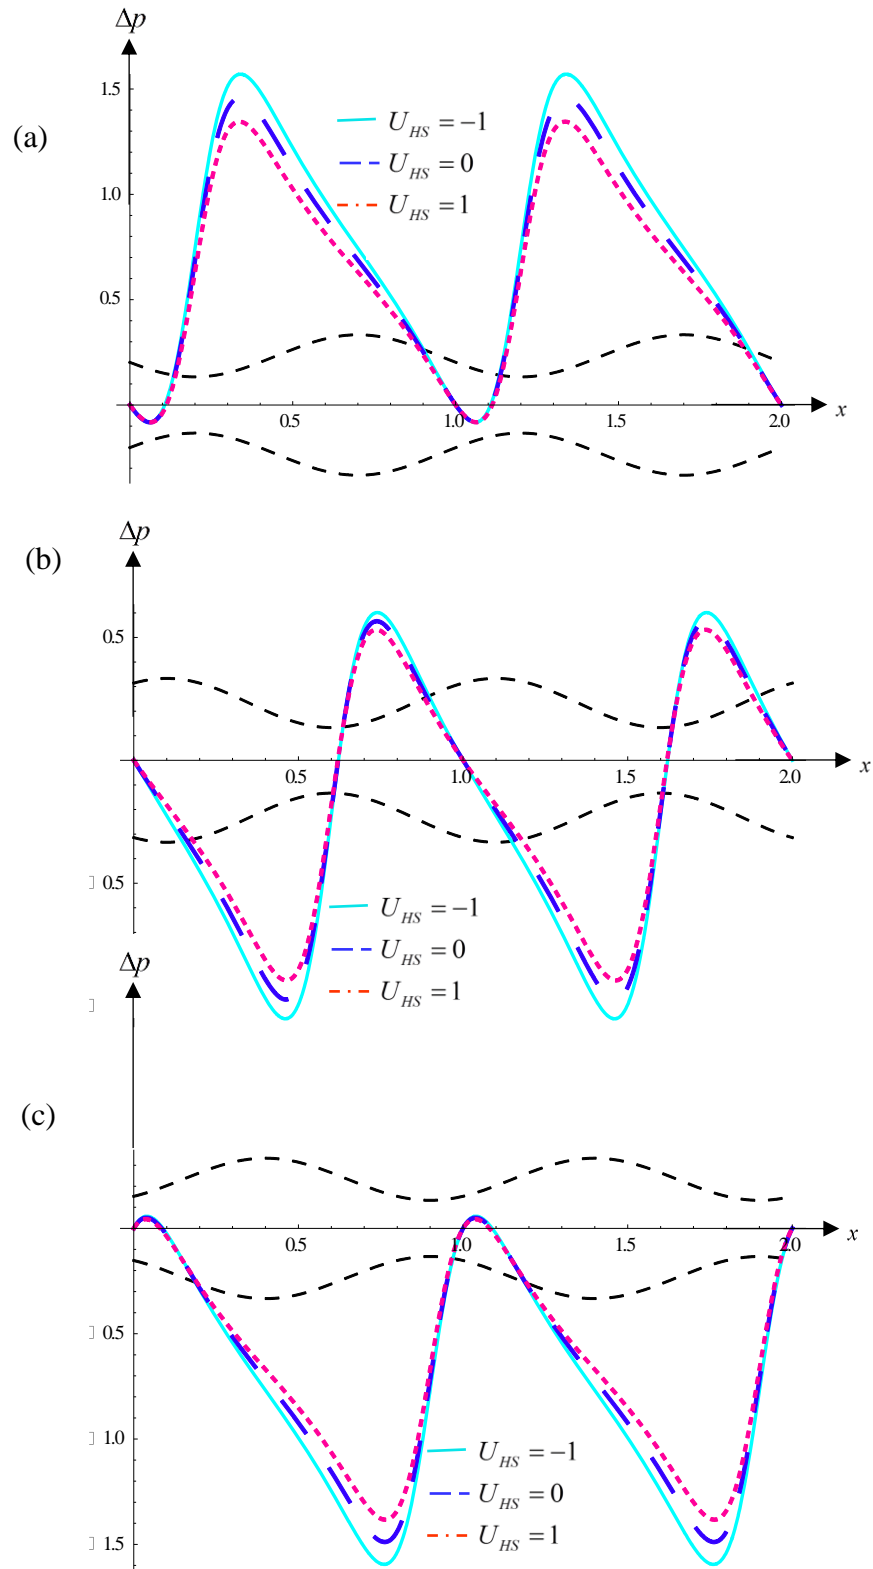 Δp
1.5
(a)
U_HS = −1
U_HS = 0
1.0
U_HS = 1
0.5
0.5
1.0
1.5
2.0
x
Δp
(b)
0.5
0.5
1.0
1.5
2.0
x
] 0.5
U_HS = −1
U_HS = 0
Δp
U_HS = 1
]
(c)
0.5
1.0
1.5
2.0
x
] 0.5
] 1.0
U_HS = −1
U_HS = 0
] 1.5
U_HS = 1